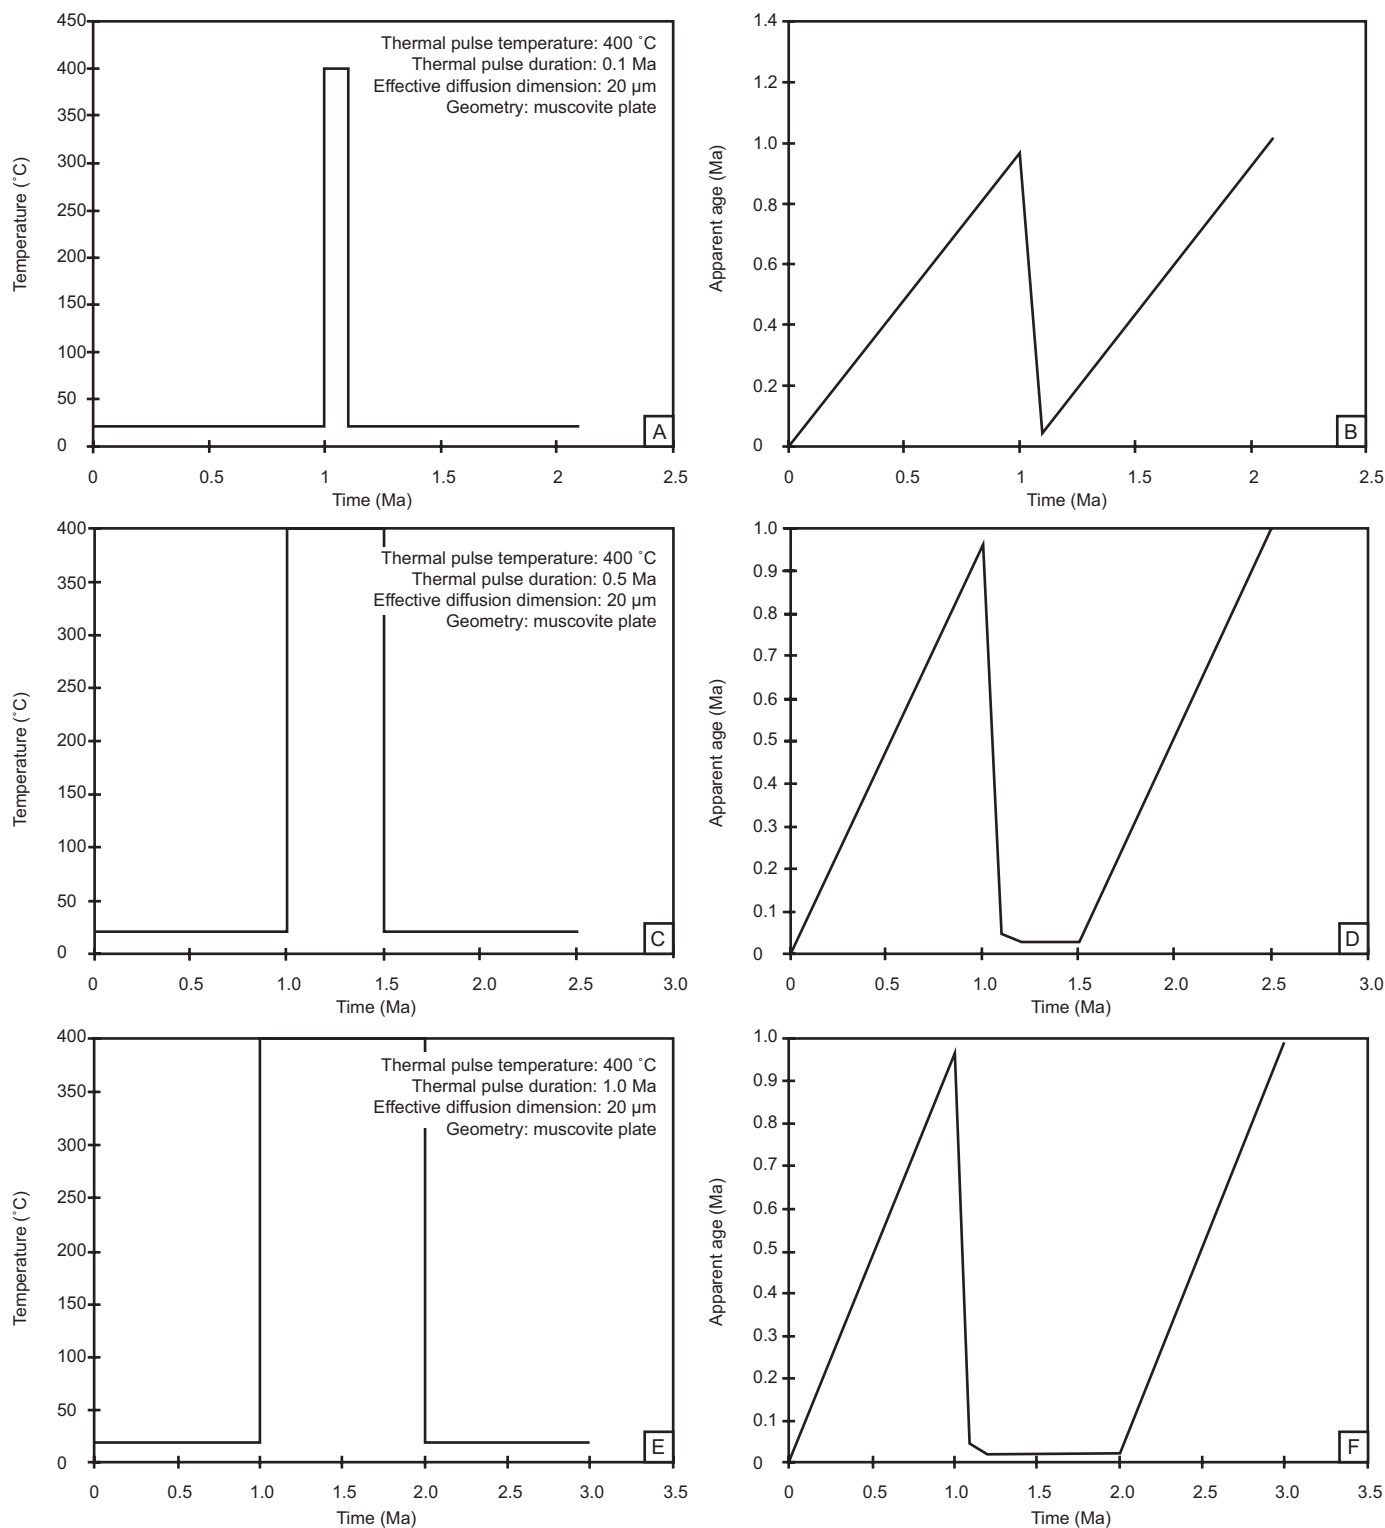 450
400
350
300
250
200
150
100
50
0
Temperature (˚C)
Thermal pulse temperature: 400 ˚C
Thermal pulse duration: 0.1 Ma
Effective diffusion dimension: 20 µm
Geometry: muscovite plate
A
0 0.5 1 1.5 2 2.5
Time (Ma)
1.4
1.2
1.0
0.8
0.6
0.4
0.2
0
Apparent age (Ma)
B
0 0.5 1 1.5 2 2.5
Time (Ma)
400
350
300
250
200
150
100
50
0
Temperature (˚C)
Thermal pulse temperature: 400 ˚C
Thermal pulse duration: 0.5 Ma
Effective diffusion dimension: 20 µm
Geometry: muscovite plate
C
0 0.5 1.0 1.5 2.0 2.5 3.0
Time (Ma)
1.0
0.9
0.8
0.7
0.6
0.5
0.4
0.3
0.2
0.1
0
Apparent age (Ma)
D
0 0.5 1.0 1.5 2.0 2.5 3.0
Time (Ma)
400
350
300
250
200
150
100
50
0
Temperature (˚C)
Thermal pulse temperature: 400 ˚C
Thermal pulse duration: 1.0 Ma
Effective diffusion dimension: 20 µm
Geometry: muscovite plate
E
0 0.5 1.0 1.5 2.0 2.5 3.0 3.5
Time (Ma)
1.0
0.9
0.8
0.7
0.6
0.5
0.4
0.3
0.2
0.1
0
Apparent age (Ma)
F
0 0.5 1.0 1.5 2.0 2.5 3.0 3.5
Time (Ma)